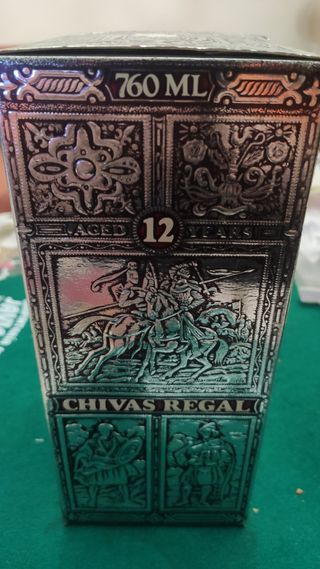 760 ML
AGED 12 YEARS
CHIVAS REGAL